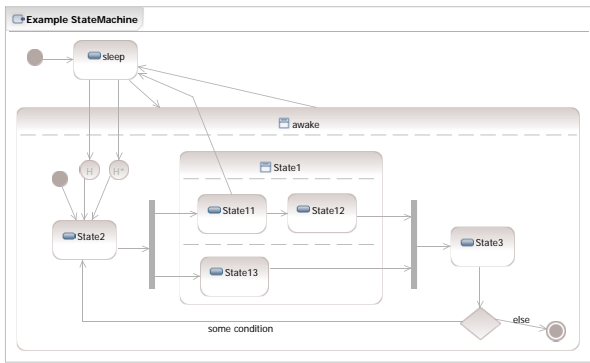 Example StateMachine
sleep
awake
State1
H
H*
State11
State12
State2
State3
State13
else
some condition